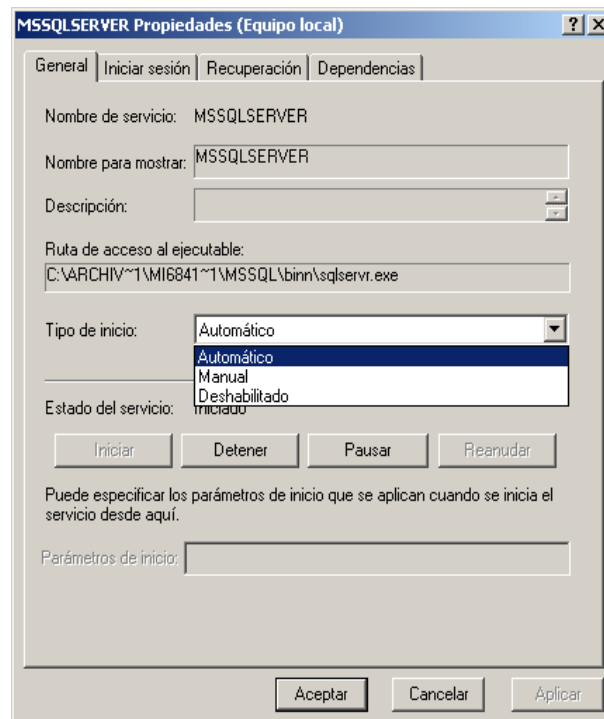 MSSQLSERVER Propiedades (Equipo local)
General Iniciar sesión Recuperación Dependencias
Nombre de servicio: MSSQLSERVER
Nombre para mostrar: MSSQLSERVER
Descripción:
Ruta de acceso al ejecutable:
C:\ARCHIV~1\MI6841~1\MSSQL\binn\sqlservr.exe
Tipo de inicio: Automático
Automático
Manual
Deshabilitado
Estado del servicio: Iniciado
Iniciar Detener Pausar Reanudar
Puede especificar los parámetros de inicio que se aplican cuando se inicia el
servicio desde aquí.
Parámetros de inicio:
Aceptar Cancelar Aplicar